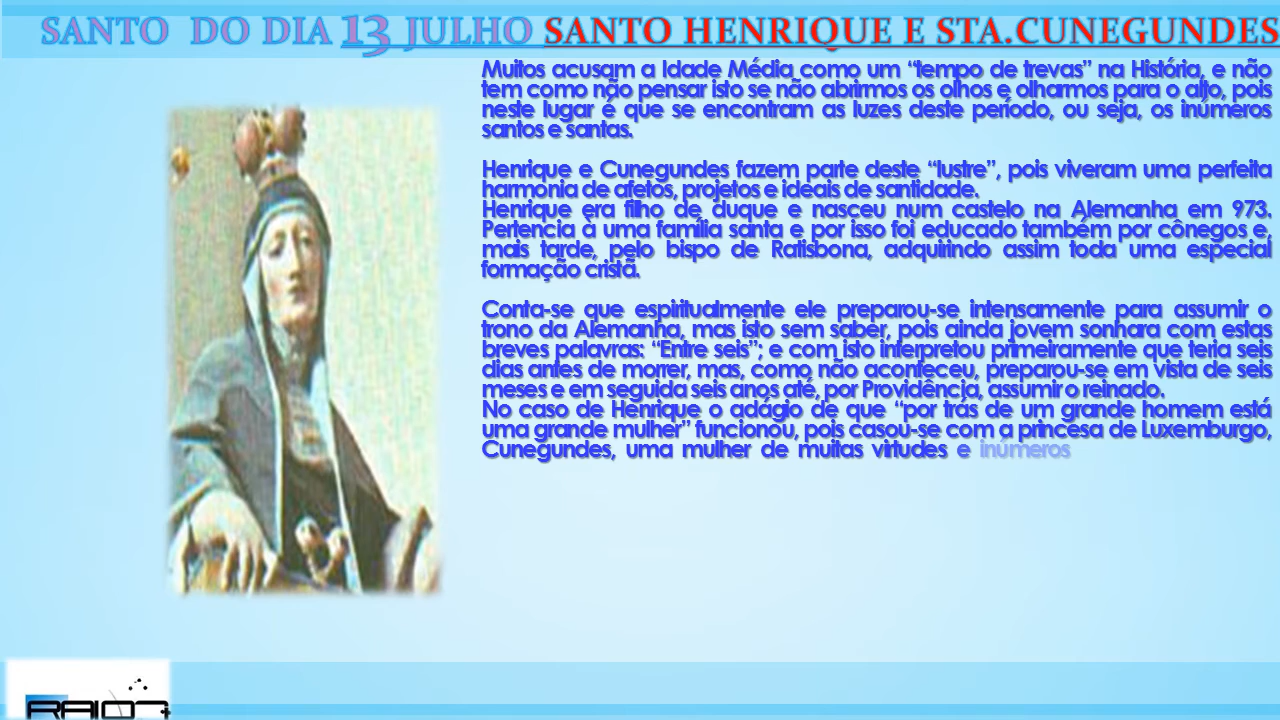 SANTO DO DIA 13 JULHO SANTO HENRIQUE E STA.CUNEGUNDES
Muitos acusam a Idade Média como um “tempo de trevas” na História, e não
tem como não pensar isto se não abrirmos os olhos e olharmos para o alto, pois
neste lugar é que se encontram as luzes deste período, ou seja, os inúmeros
santos e santas.
Henrique e Cunegundes fazem parte deste “lustre”, pois viveram uma perfeita
harmonia de afetos, projetos e ideais de santidade.
Henrique era filho de duque e nasceu num castelo na Alemanha em 973.
Pertencia à uma família santa e por isso foi educado também por cônegos e,
mais tarde, pelo bispo de Ratisbona, adquirindo assim toda uma especial
formação cristã.
Conta-se que espiritualmente ele preparou-se intensamente para assumir o
trono da Alemanha, mas isto sem saber, pois ainda jovem sonhara com estas
breves palavras: “Entre seis”; e com isto interpretou primeiramente que teria seis
dias antes de morrer, mas, como não aconteceu, preparou-se em vista de seis
meses e em seguida seis anos até, por Providência, assumir o reinado.
No caso de Henrique o adágio de que “por trás de um grande homem está
uma grande mulher” funcionou, pois casou-se com a princesa de Luxemburgo,
Cunegundes, uma mulher de muitas virtudes e inúmeros